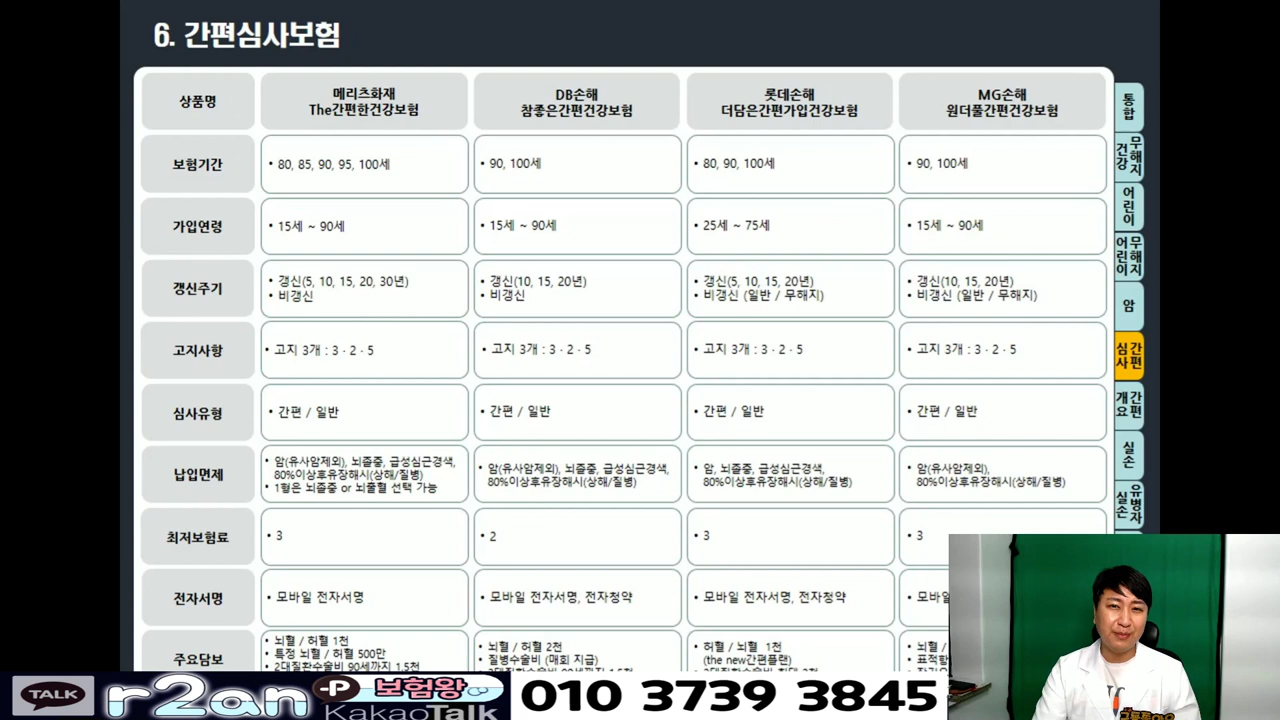 6. 간편심사보험
상품명
메리츠화재
The간편한건강보험
DB손해
참좋은간편건강보험
롯데손해
더담은간편가입건강보험
MG손해
원더풀간편건강보험
보험기간
• 80, 85, 90, 95, 100세
• 90, 100세
• 80, 90, 100세
• 90, 100세
가입연령
• 15세 ~ 90세
• 15세 ~ 90세
• 25세 ~ 75세
• 15세 ~ 90세
갱신주기
• 갱신(5, 10, 15, 20, 30년)
• 비갱신
• 갱신(10, 15, 20년)
• 비갱신
• 갱신(5, 10, 15, 20년)
• 비갱신 (일반 / 무해지)
• 갱신(10, 15, 20년)
• 비갱신 (일반 / 무해지)
고지사항
• 고지 3개 : 3 · 2 · 5
• 고지 3개 : 3 · 2 · 5
• 고지 3개 : 3 · 2 · 5
• 고지 3개 : 3 · 2 · 5
심사유형
• 간편 / 일반
• 간편 / 일반
• 간편 / 일반
• 간편 / 일반
납입면제
• 암(유사암제외), 뇌졸중, 급성심근경색,
80%이상후유장해시(상해/질병)
• 1형은 뇌졸중 or 뇌출혈 선택 가능
• 암(유사암제외), 뇌졸중, 급성심근경색,
80%이상후유장해시(상해/질병)
• 암, 뇌졸중, 급성심근경색,
80%이상후유장해시(상해/질병)
• 암(유사암제외),
80%이상후유장해시(상해/질병)
최저보험료
• 3
• 2
• 3
• 3
전자서명
• 모바일 전자서명
• 모바일 전자서명, 전자청약
• 모바일 전자서명, 전자청약
• 모바일
주요담보
• 뇌혈 / 허혈 1천
• 특정 뇌혈 / 허혈 500만
• 2대질환수술비 90세까지 1.5천
• 뇌혈 / 허혈 2천
• 질병수술비 (매회 지급)
• 허혈 / 뇌혈 1천
(the new간편플랜)
• 뇌혈
• 표적항
통합
무해지 건강
어린이
무해지 어린이
암
간편 심사
간편 개요
실손
유병자 실손
TALK
r2an
-P 보험왕
KakaoTalk
010 3739 3845